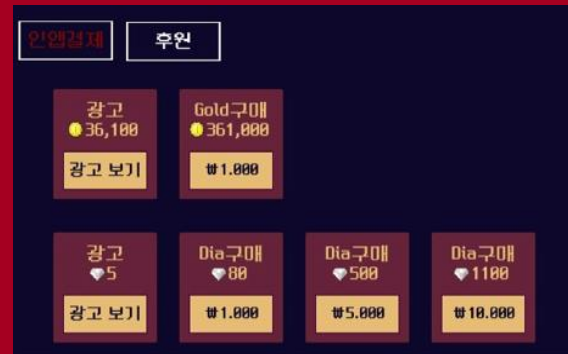 인앱결제
후원
광고
36,100
광고 보기
Gold구매
361,000
₩1.000
광고
5
광고 보기
Dia구매
80
₩1.000
Dia구매
500
₩5.000
Dia구매
1100
₩10.000